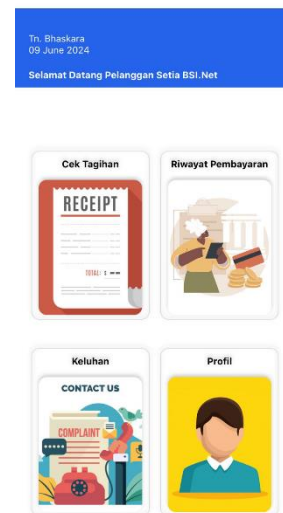 Tn. Bhaskara
09 June 2024
Selamat Datang Pelanggan Setia BSI.Net
Cek Tagihan
Riwayat Pembayaran
RECEIPT
TOTAL: $
Keluhan
Profil
CONTACT US
COMPLAINT